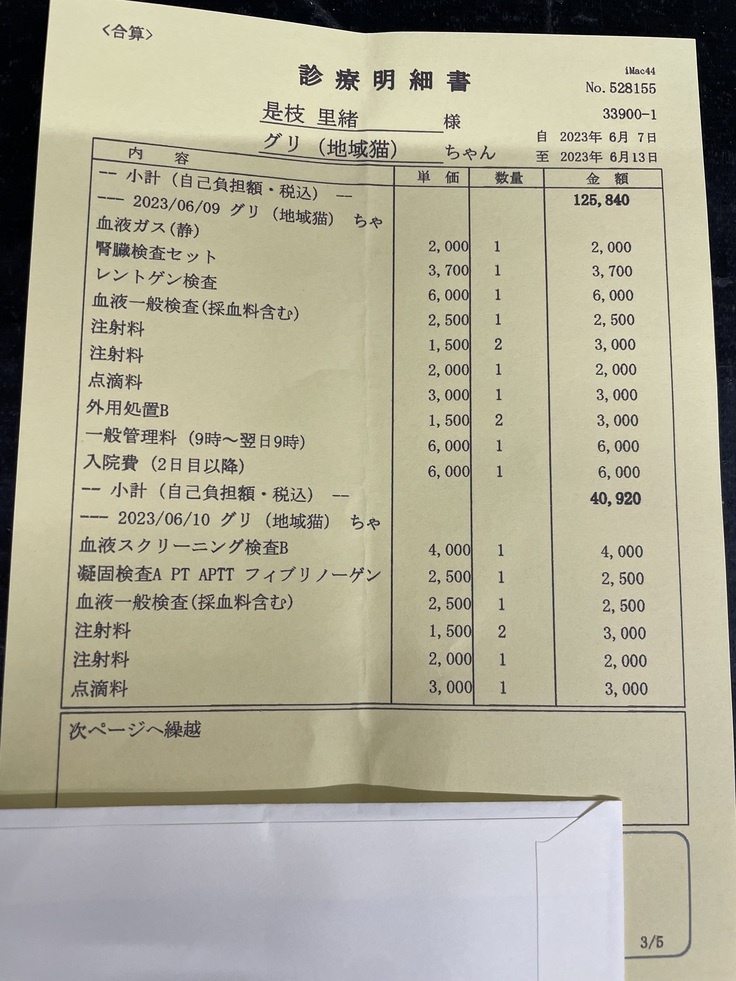 <合算>
診療明細書
iMac44
No.528155
是枝 里緒 様
33900-1
グリ (地域猫) ちゃん
自 2023年 6月 7日
至 2023年 6月13日
内 容 単 価 数量 金 額
-- 小計 (自己負担額・税込) -- 125,840
--- 2023/06/09 グリ (地域猫) ちゃ
血液ガス(静) 2,000 1 2,000
腎臓検査セット 3,700 1 3,700
レントゲン検査 6,000 1 6,000
血液一般検査(採血料含む) 2,500 1 2,500
注射料 1,500 2 3,000
注射料 2,000 1 2,000
点滴料 3,000 1 3,000
外用処置B 1,500 2 3,000
一般管理料 (9時〜翌日9時) 6,000 1 6,000
入院費 (2日目以降) 6,000 1 6,000
-- 小計 (自己負担額・税込) -- 40,920
--- 2023/06/10 グリ (地域猫) ちゃ
血液スクリーニング検査B 4,000 1 4,000
凝固検査A PT APTT フィブリノーゲン 2,500 1 2,500
血液一般検査(採血料含む) 2,500 1 2,500
注射料 1,500 2 3,000
注射料 2,000 1 2,000
点滴料 3,000 1 3,000
次ページへ繰越
3/5